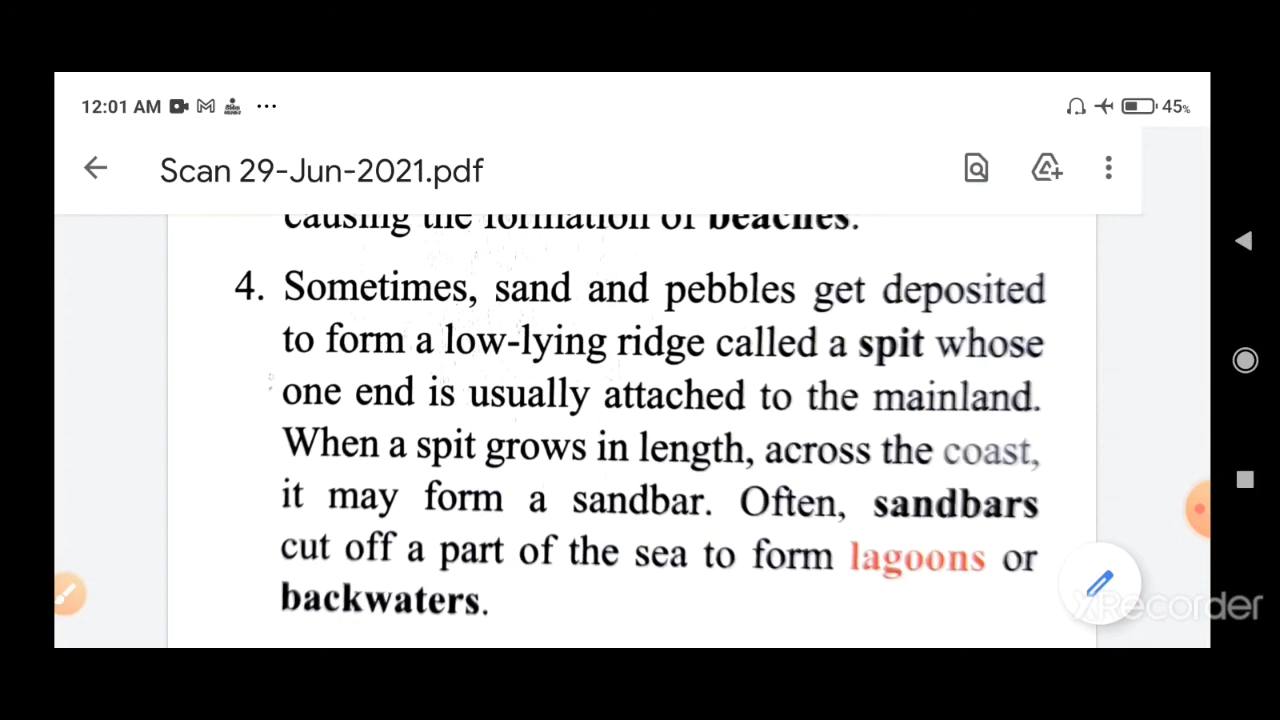 12:01 AM
45%
Scan 29-Jun-2021.pdf
causing the formation of beaches.
4. Sometimes, sand and pebbles get deposited
to form a low-lying ridge called a spit whose
one end is usually attached to the mainland.
When a spit grows in length, across the coast,
it may form a sandbar. Often, sandbars
cut off a part of the sea to form lagoons or
backwaters.
XRecorder